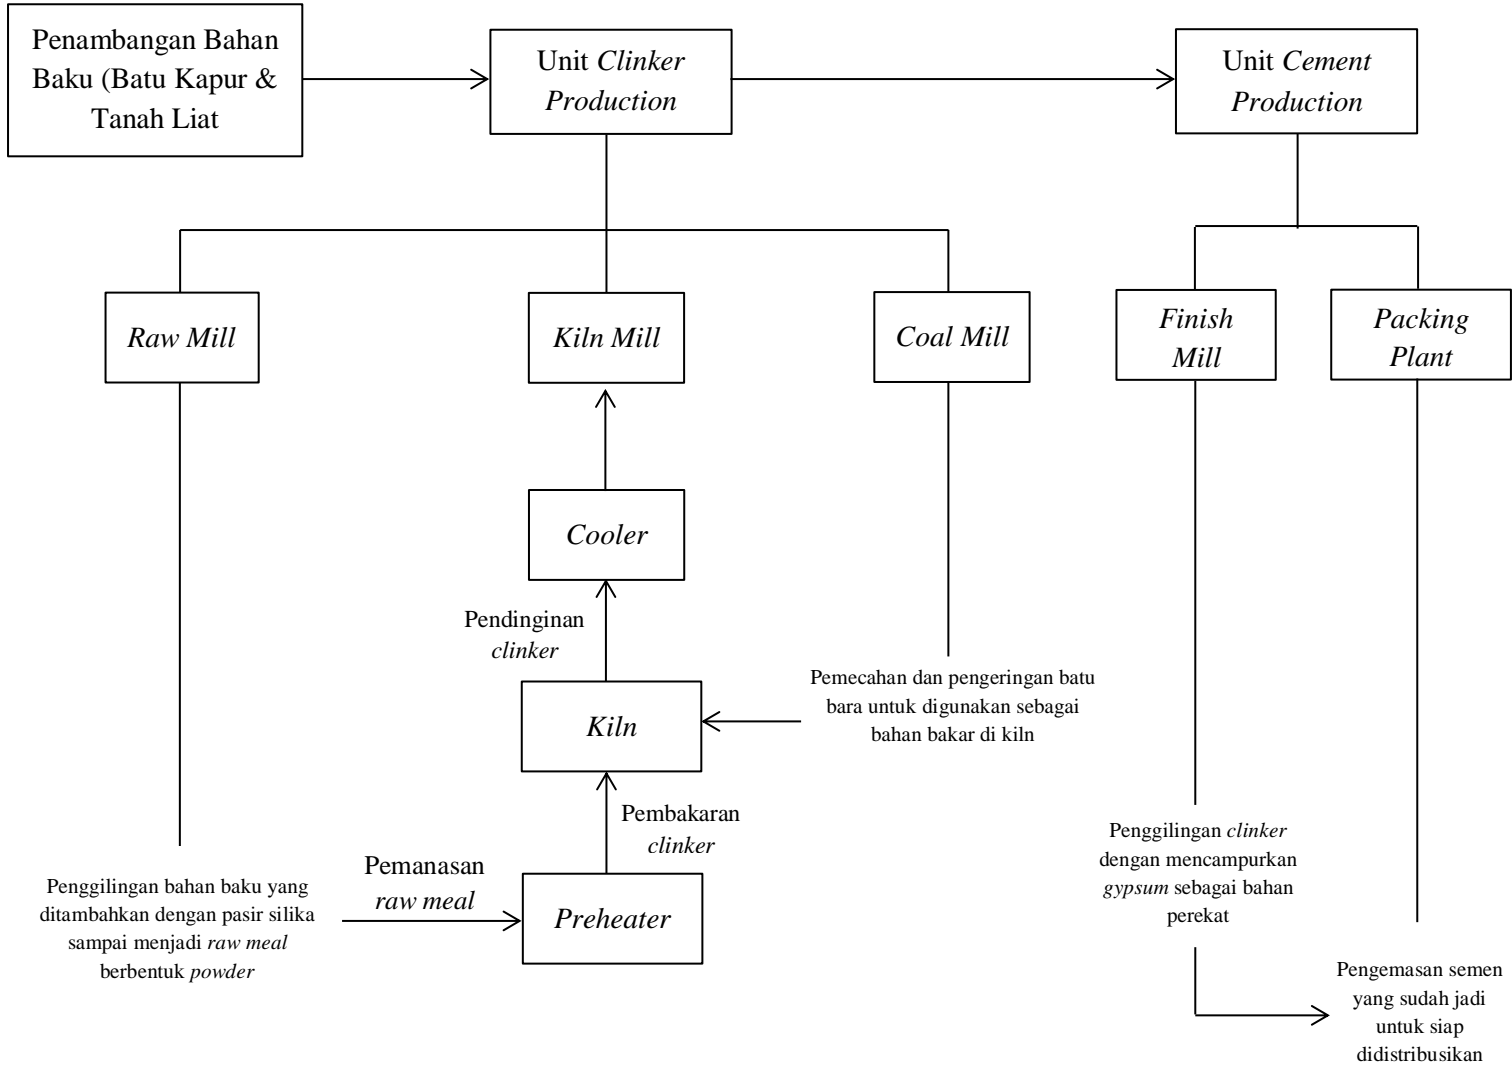 Penambangan Bahan
Baku (Batu Kapur &
Tanah Liat
Unit Clinker
Production
Unit Cement
Production
Raw Mill
Kiln Mill
Coal Mill
Finish
Mill
Packing
Plant
Cooler
Pendinginan
clinker
Pemecahan dan pengeringan batu
bara untuk digunakan sebagai
bahan bakar di kiln
Kiln
Pembakaran
clinker
Penggilingan clinker
dengan mencampurkan
gypsum sebagai bahan
perekat
Pemanasan
raw meal
Preheater
Penggilingan bahan baku yang
ditambahkan dengan pasir silika
sampai menjadi raw meal
berbentuk powder
Pengemasan semen
yang sudah jadi
untuk siap
didistribusikan